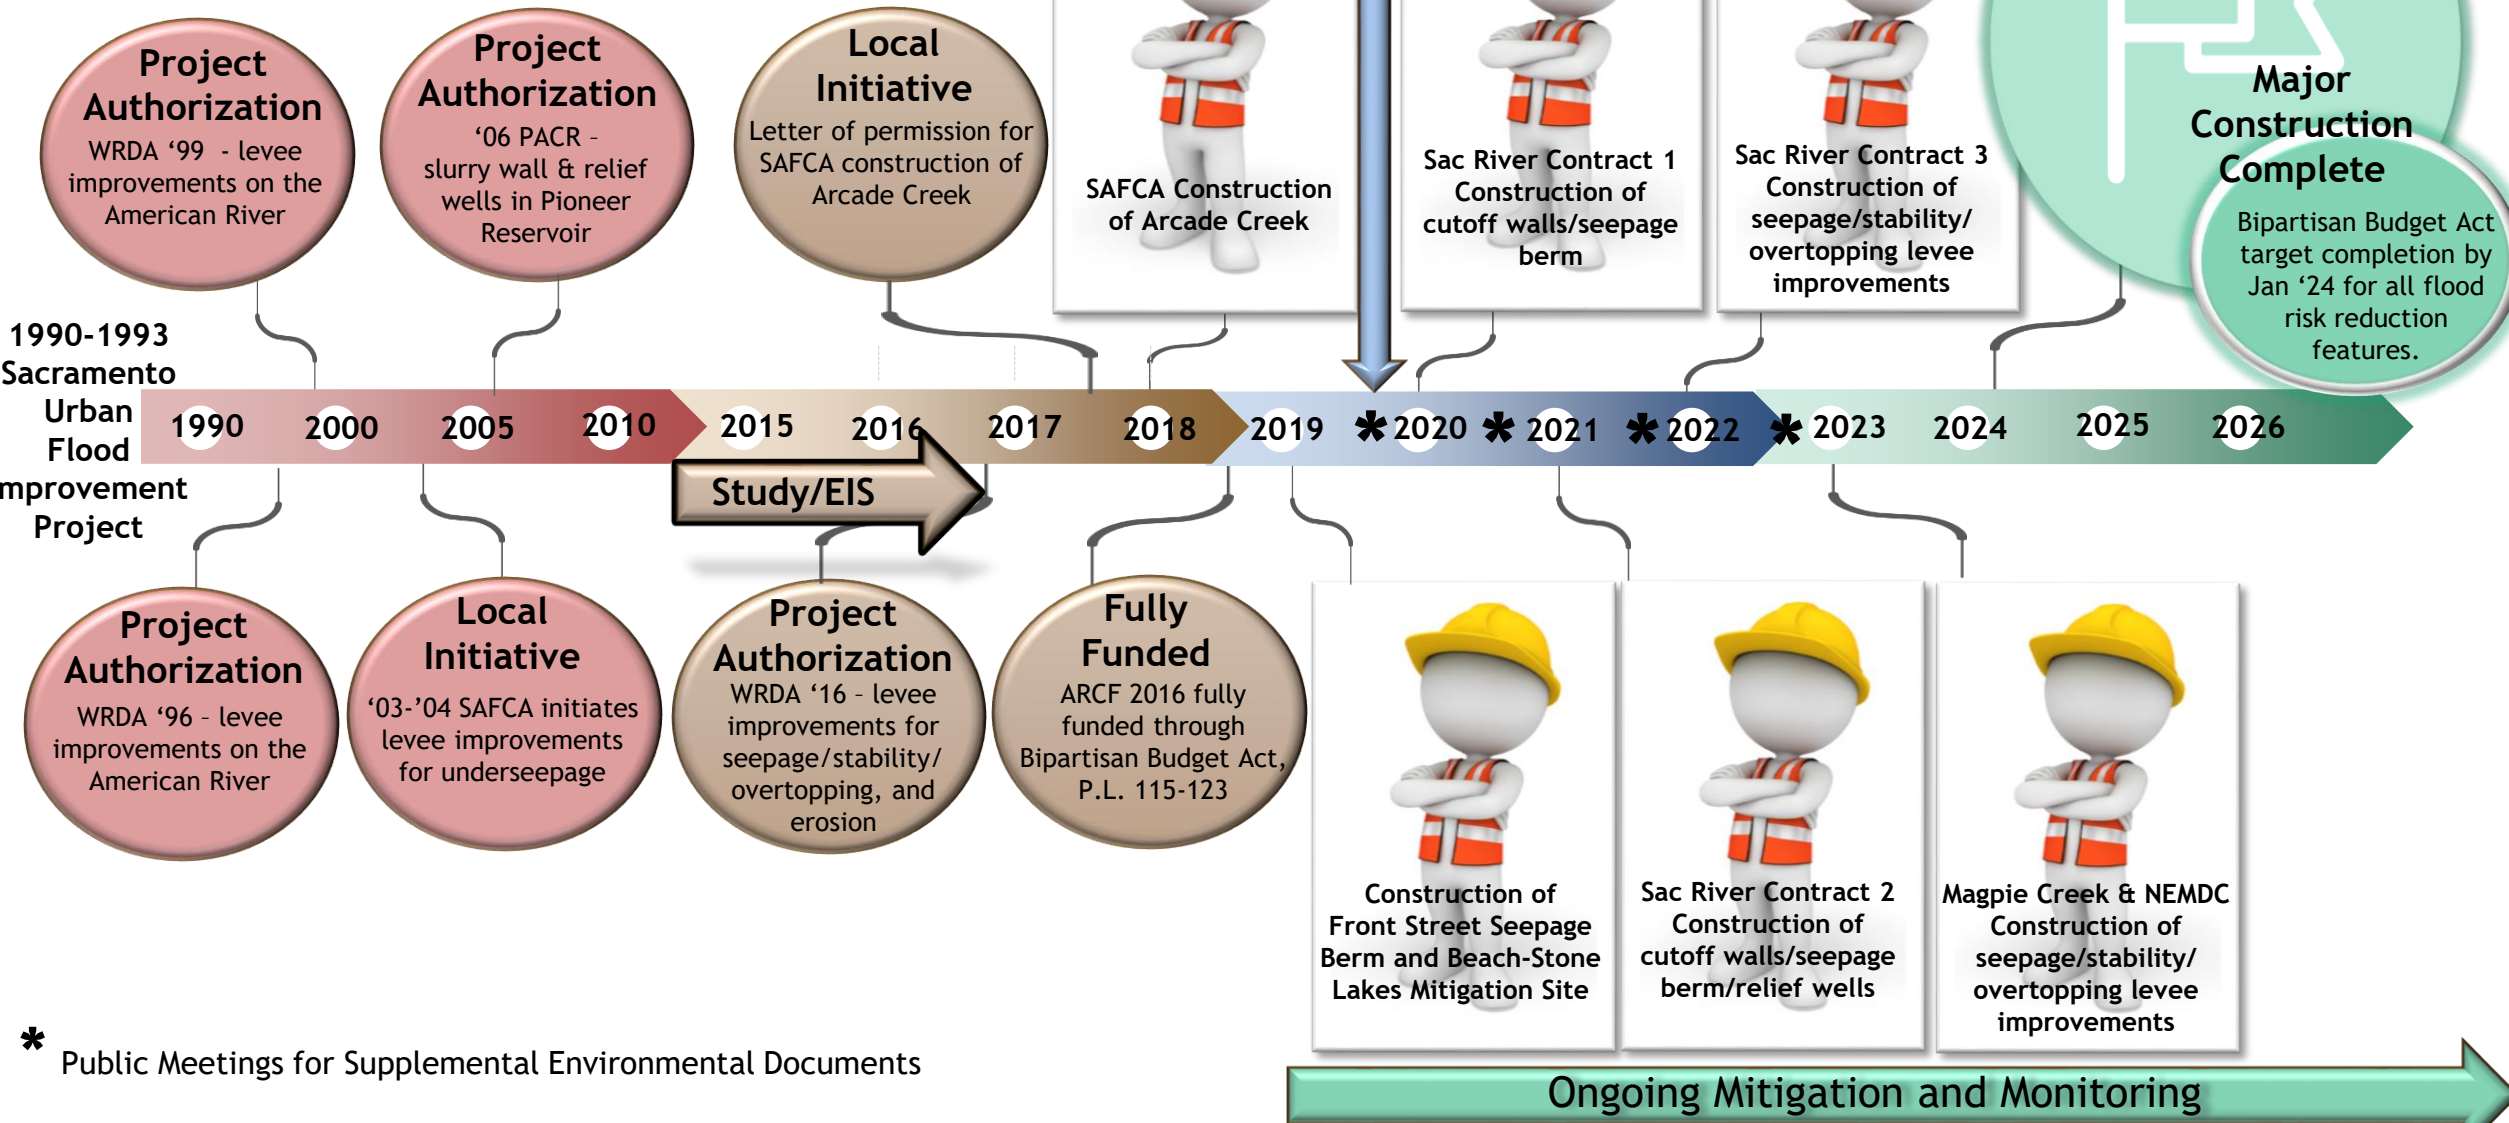 Project
Authorization
WRDA ‘99 - levee
improvements on the
American River
Project
Authorization
‘06 PACR –
slurry wall & relief
wells in Pioneer
Reservoir
Local
Initiative
Letter of permission for
SAFCA construction of
Arcade Creek
SAFCA Construction
of Arcade Creek
Sac River Contract 1
Construction of
cutoff walls/seepage
berm
Sac River Contract 3
Construction of
seepage/stability/
overtopping levee
improvements
Major
Construction
Complete
Bipartisan Budget Act
target completion by
Jan ‘24 for all flood
risk reduction
features.
1990-1993
Sacramento
Urban
Flood
mprovement
Project
1990 2000 2005 2010 2015 2016 2017 2018 2019 * 2020 * 2021 * 2022 * 2023 2024 2025 2026
Study/EIS
Project
Authorization
WRDA ‘96 – levee
improvements on the
American River
Local
Initiative
‘03-’04 SAFCA initiates
levee improvements
for underseepage
Project
Authorization
WRDA ‘16 – levee
improvements for
seepage/stability/
overtopping, and
erosion
Fully
Funded
ARCF 2016 fully
funded through
Bipartisan Budget Act,
P.L. 115-123
Construction of
Front Street Seepage
Berm and Beach-Stone
Lakes Mitigation Site
Sac River Contract 2
Construction of
cutoff walls/seepage
berm/relief wells
Magpie Creek & NEMDC
Construction of
seepage/stability/
overtopping levee
improvements
* Public Meetings for Supplemental Environmental Documents
Ongoing Mitigation and Monitoring